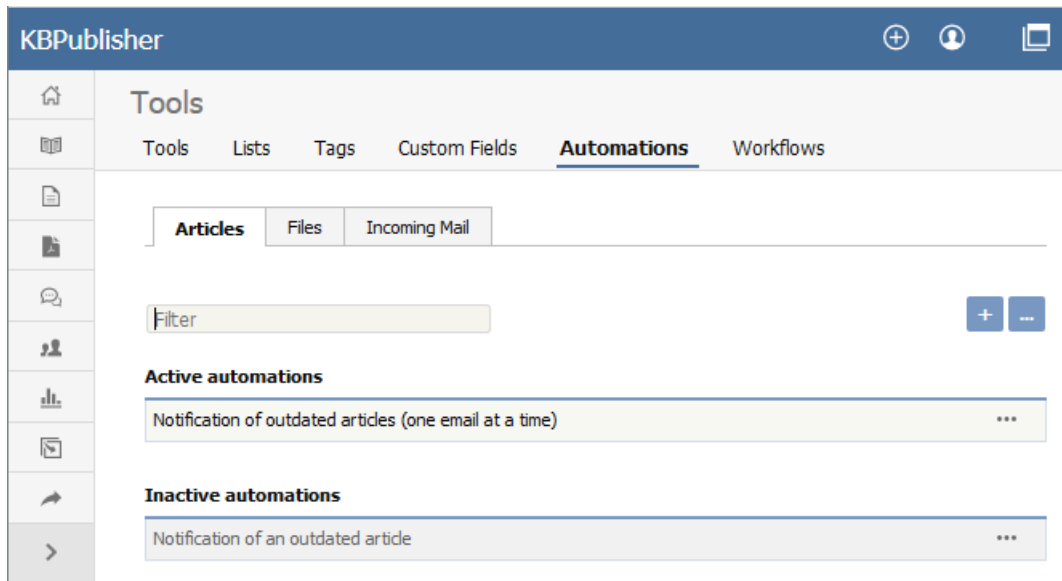 KBPublisher
Tools
Tools Lists Tags Custom Fields Automations Workflows
Articles Files Incoming Mail
Filter
+ ...
Active automations
Notification of outdated articles (one email at a time) •••
Inactive automations
Notification of an outdated article •••